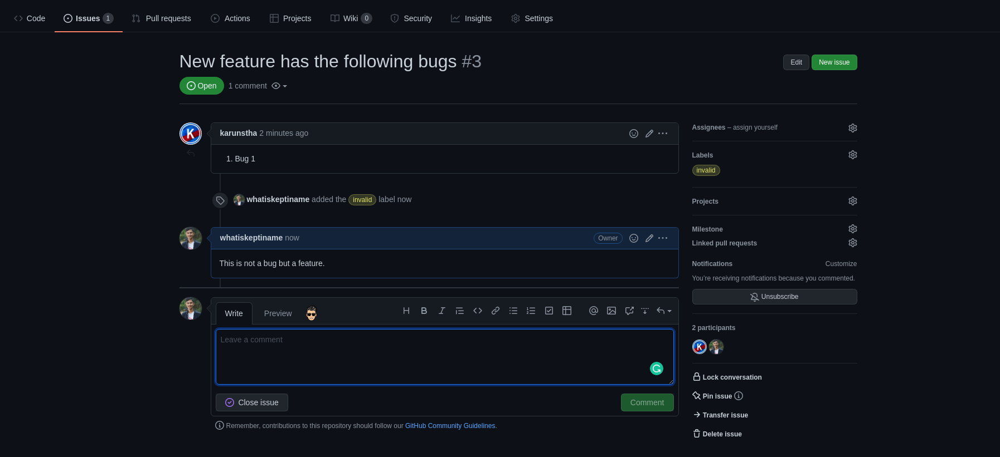 Code Issues 1 Pull requests Actions Projects Wiki 0 Security Insights Settings
New feature has the following bugs #3
Edit New issue
Open 1 comment
K karunstha 2 minutes ago
1. Bug 1
whatiskeptiname added the invalid label now
whatiskeptiname now Owner
This is not a bug but a feature.
Write Preview
Leave a comment
Close issue Comment
Remember, contributions to this repository should follow our GitHub Community Guidelines.
Assignees – assign yourself
Labels
invalid
Projects
Milestone
Linked pull requests
Notifications Customize
You're receiving notifications because you commented.
Unsubscribe
2 participants
K
Lock conversation
Pin issue
Transfer issue
Delete issue